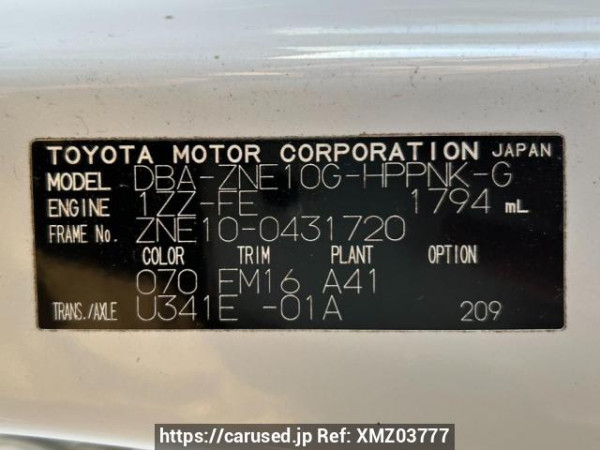 TOYOTA MOTOR CORPORATION JAPAN
MODEL DBA-ZNE10G-HPPNK-G
ENGINE 1ZZ-FE 1794 mL
FRAME No. ZNE10-0431720
COLOR TRIM PLANT OPTION
070 FM16 A41
TRANS./AXLE U341E -01A 209
https://carused.jp Ref: XMZ03777